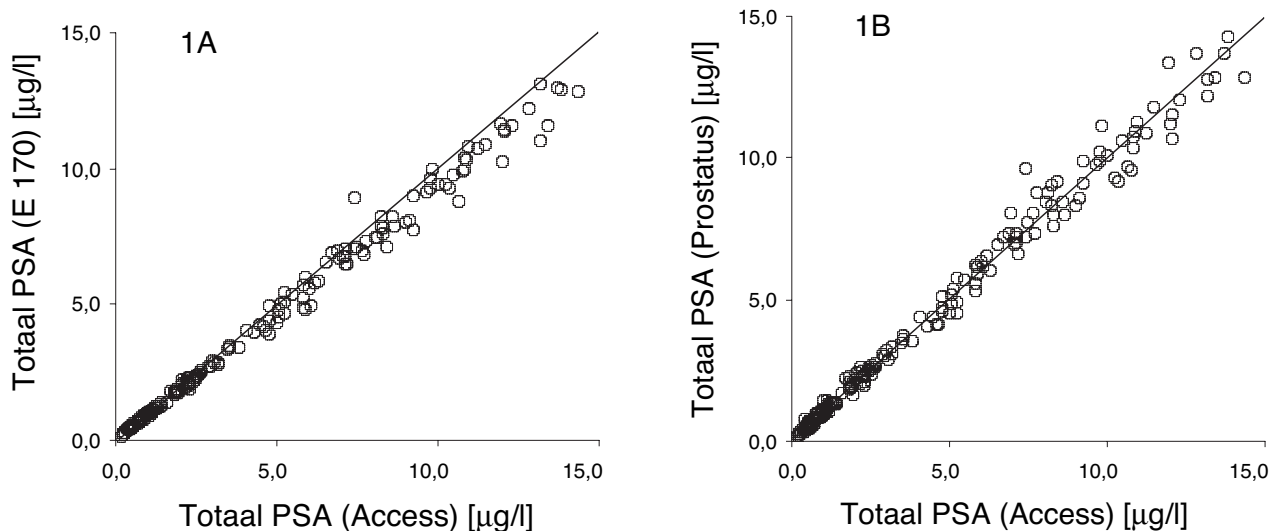 1A
Totaal PSA (E 170) [µg/l]
15,0
10,0
5,0
0,0
0,0 5,0 10,0 15,0
Totaal PSA (Access) [µg/l]
1B
Totaal PSA (Prostatus) [µg/l]
15,0
10,0
5,0
0,0
0,0 5,0 10,0 15,0
Totaal PSA (Access) [µg/l]